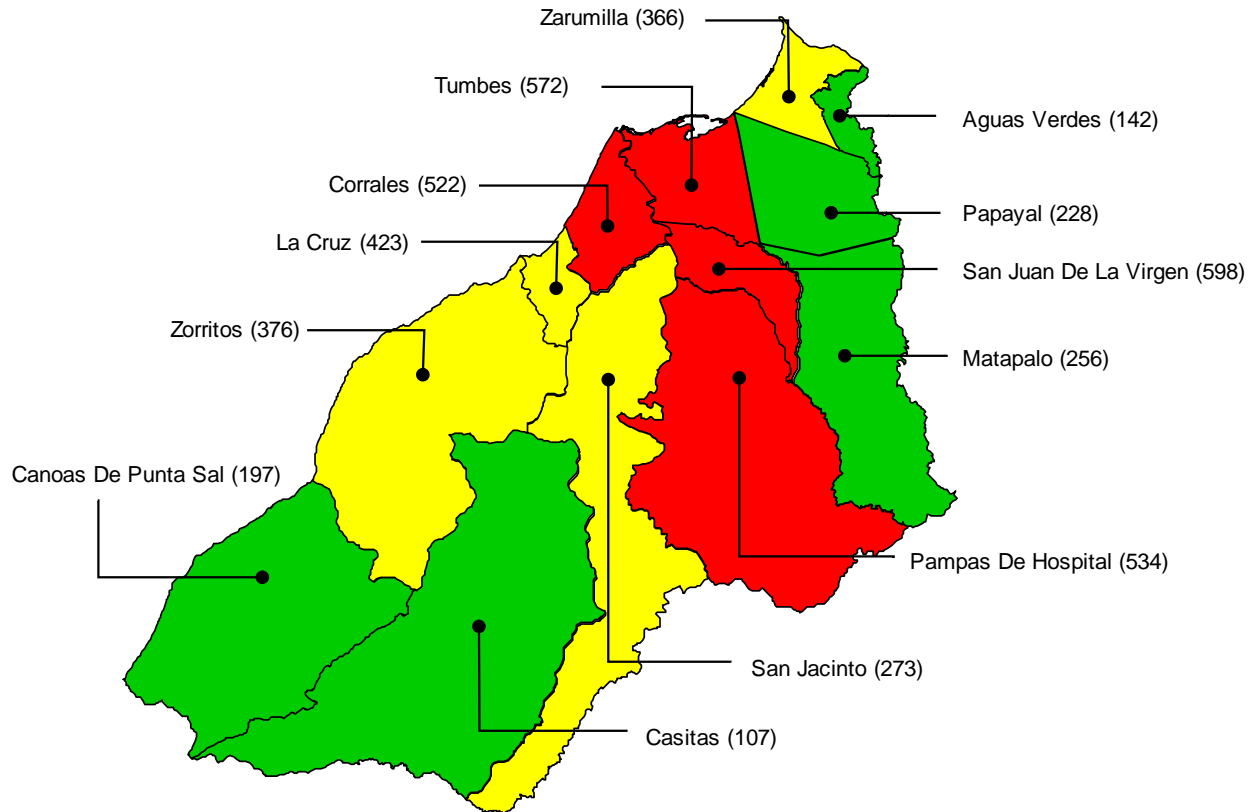 Zarumilla (366)
Tumbes (572)
Aguas Verdes (142)
Corrales (522)
Papayal (228)
La Cruz (423)
San Juan De La Virgen (598)
Zorritos (376)
Matapalo (256)
Canoas De Punta Sal (197)
Pampas De Hospital (534)
San Jacinto (273)
Casitas (107)